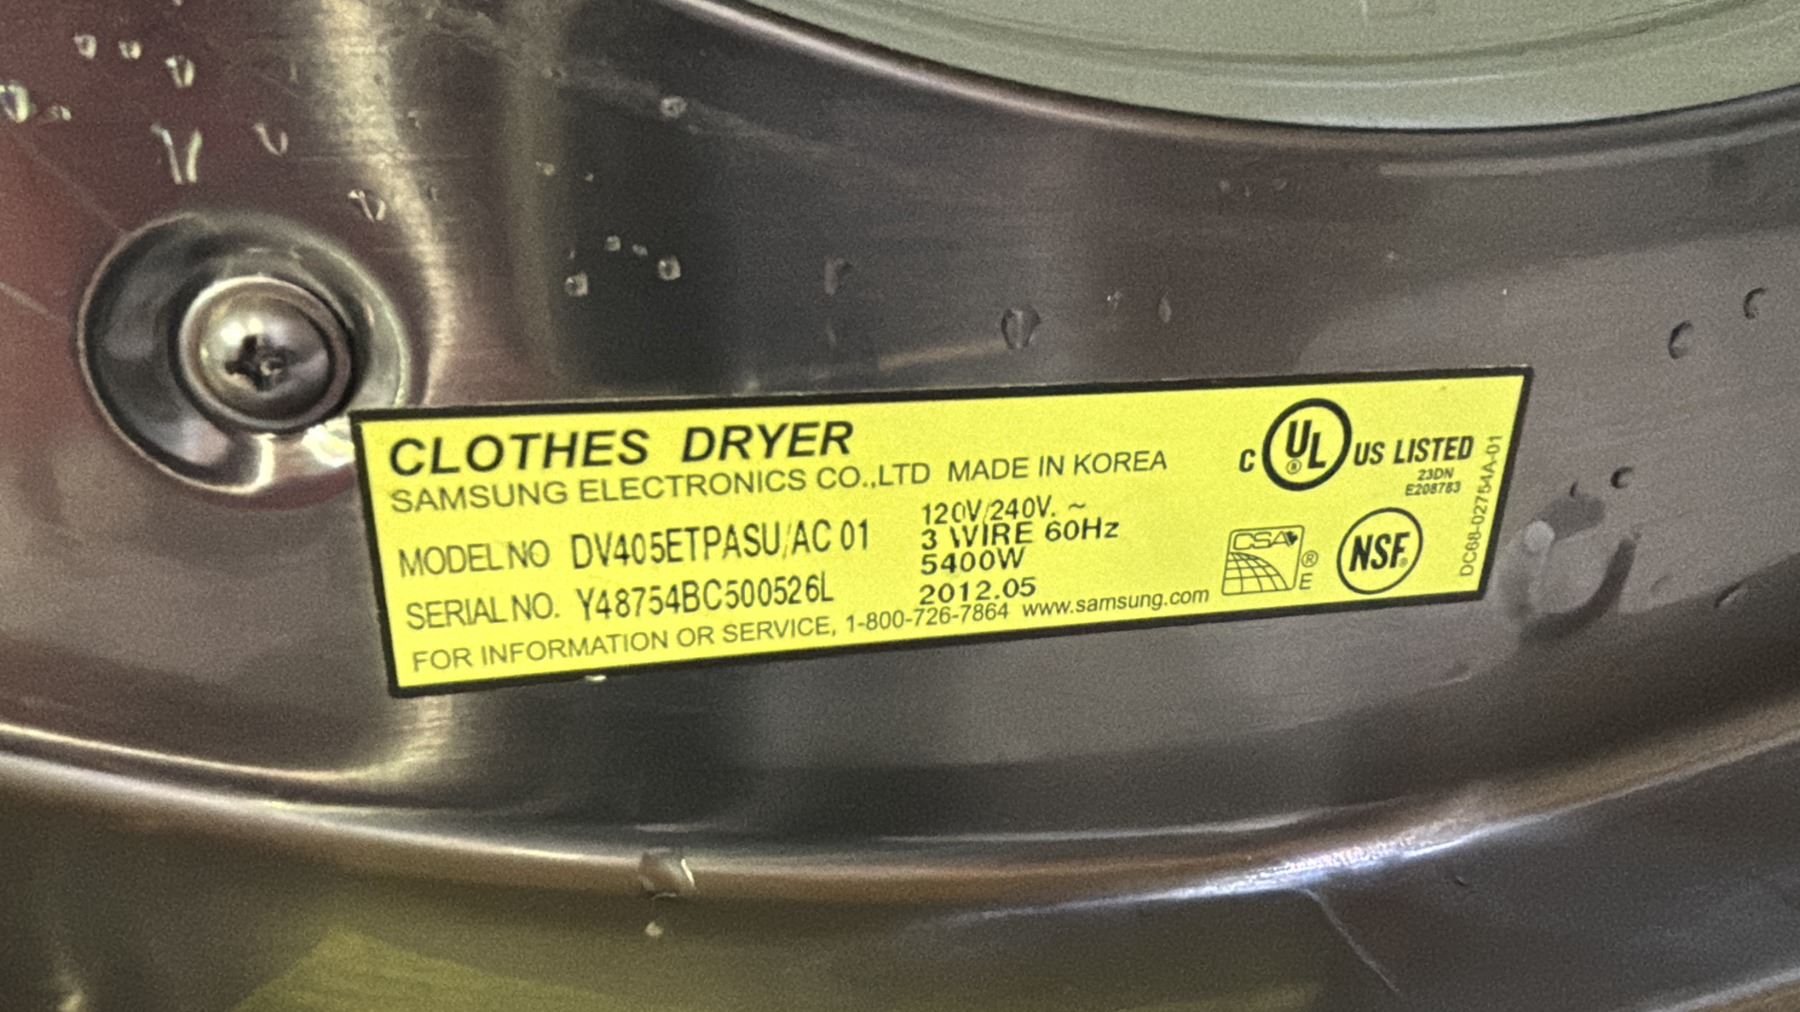 CLOTHES DRYER
SAMSUNG ELECTRONICS CO.,LTD MADE IN KOREA
MODEL NO DV405ETPASU/AC 01
SERIAL NO. Y48754BC500526L
120V/240V. ~
3 WIRE 60Hz
5400W
2012.05
FOR INFORMATION OR SERVICE, 1-800-726-7864 www.samsung.com
C UL ® US LISTED
23DN
E208783
CSA ® E
NSF®
DC68-02754A-01